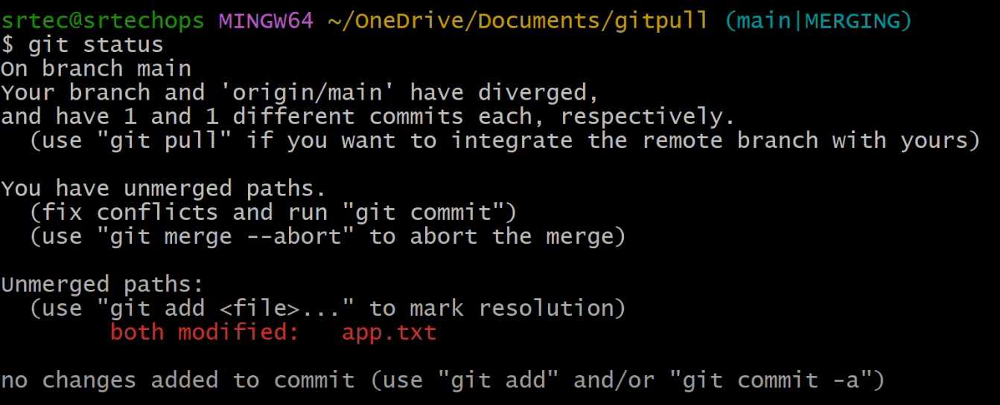 srtec@srtechops MINGW64 ~/OneDrive/Documents/gitpull (main|MERGING)
$ git status
On branch main
Your branch and 'origin/main' have diverged,
and have 1 and 1 different commits each, respectively.
  (use "git pull" if you want to integrate the remote branch with yours)

You have unmerged paths.
  (fix conflicts and run "git commit")
  (use "git merge --abort" to abort the merge)

Unmerged paths:
  (use "git add <file>..." to mark resolution)
        both modified:   app.txt

no changes added to commit (use "git add" and/or "git commit -a")